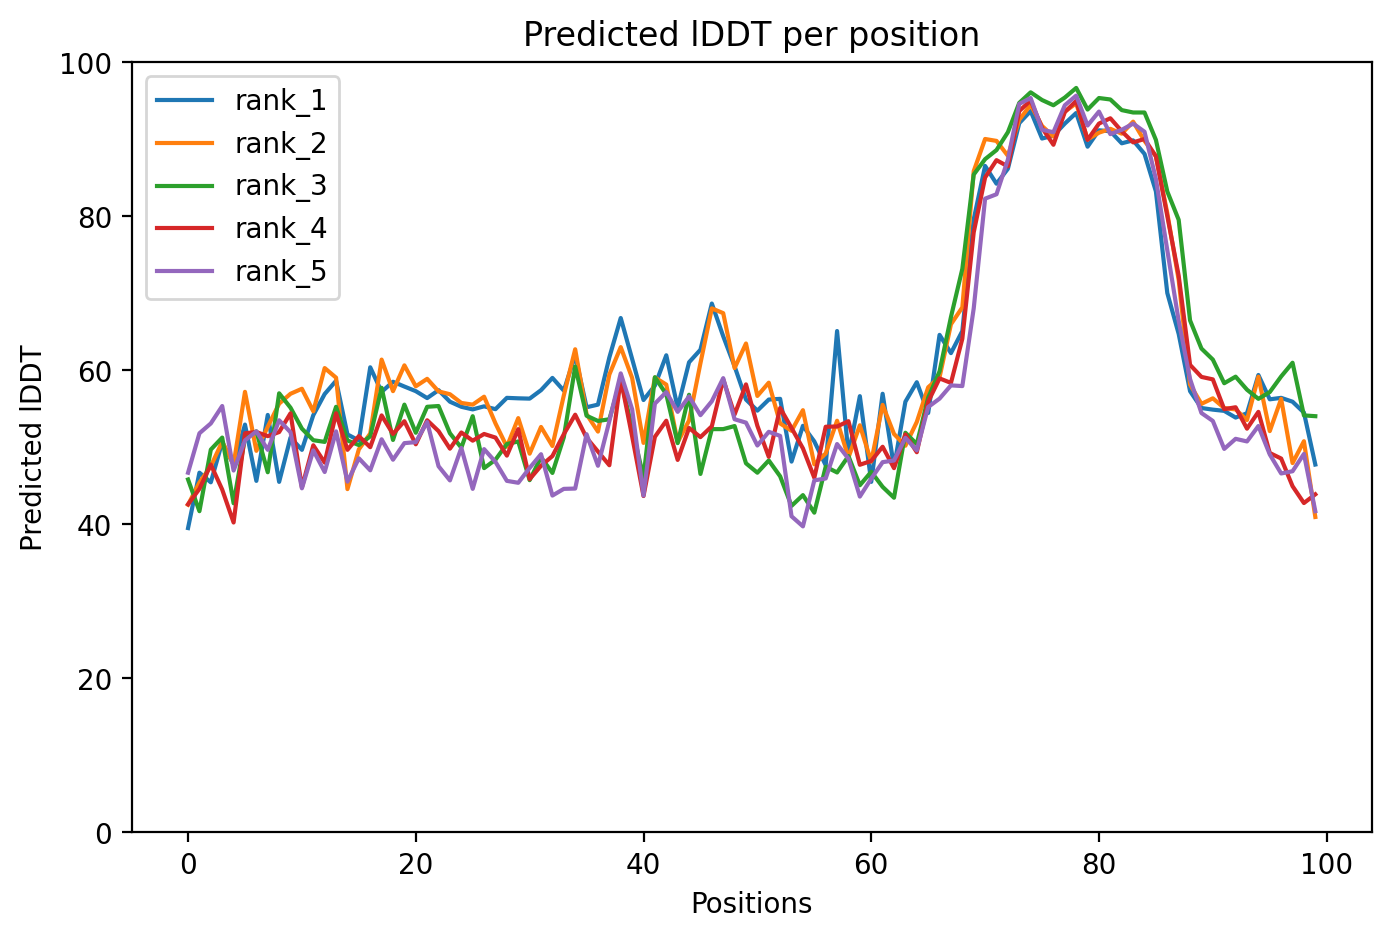 Predicted lDDT per position
100
80
60
40
20
0
Predicted lDDT
rank_1
rank_2
rank_3
rank_4
rank_5
0 20 40 60 80 100
Positions